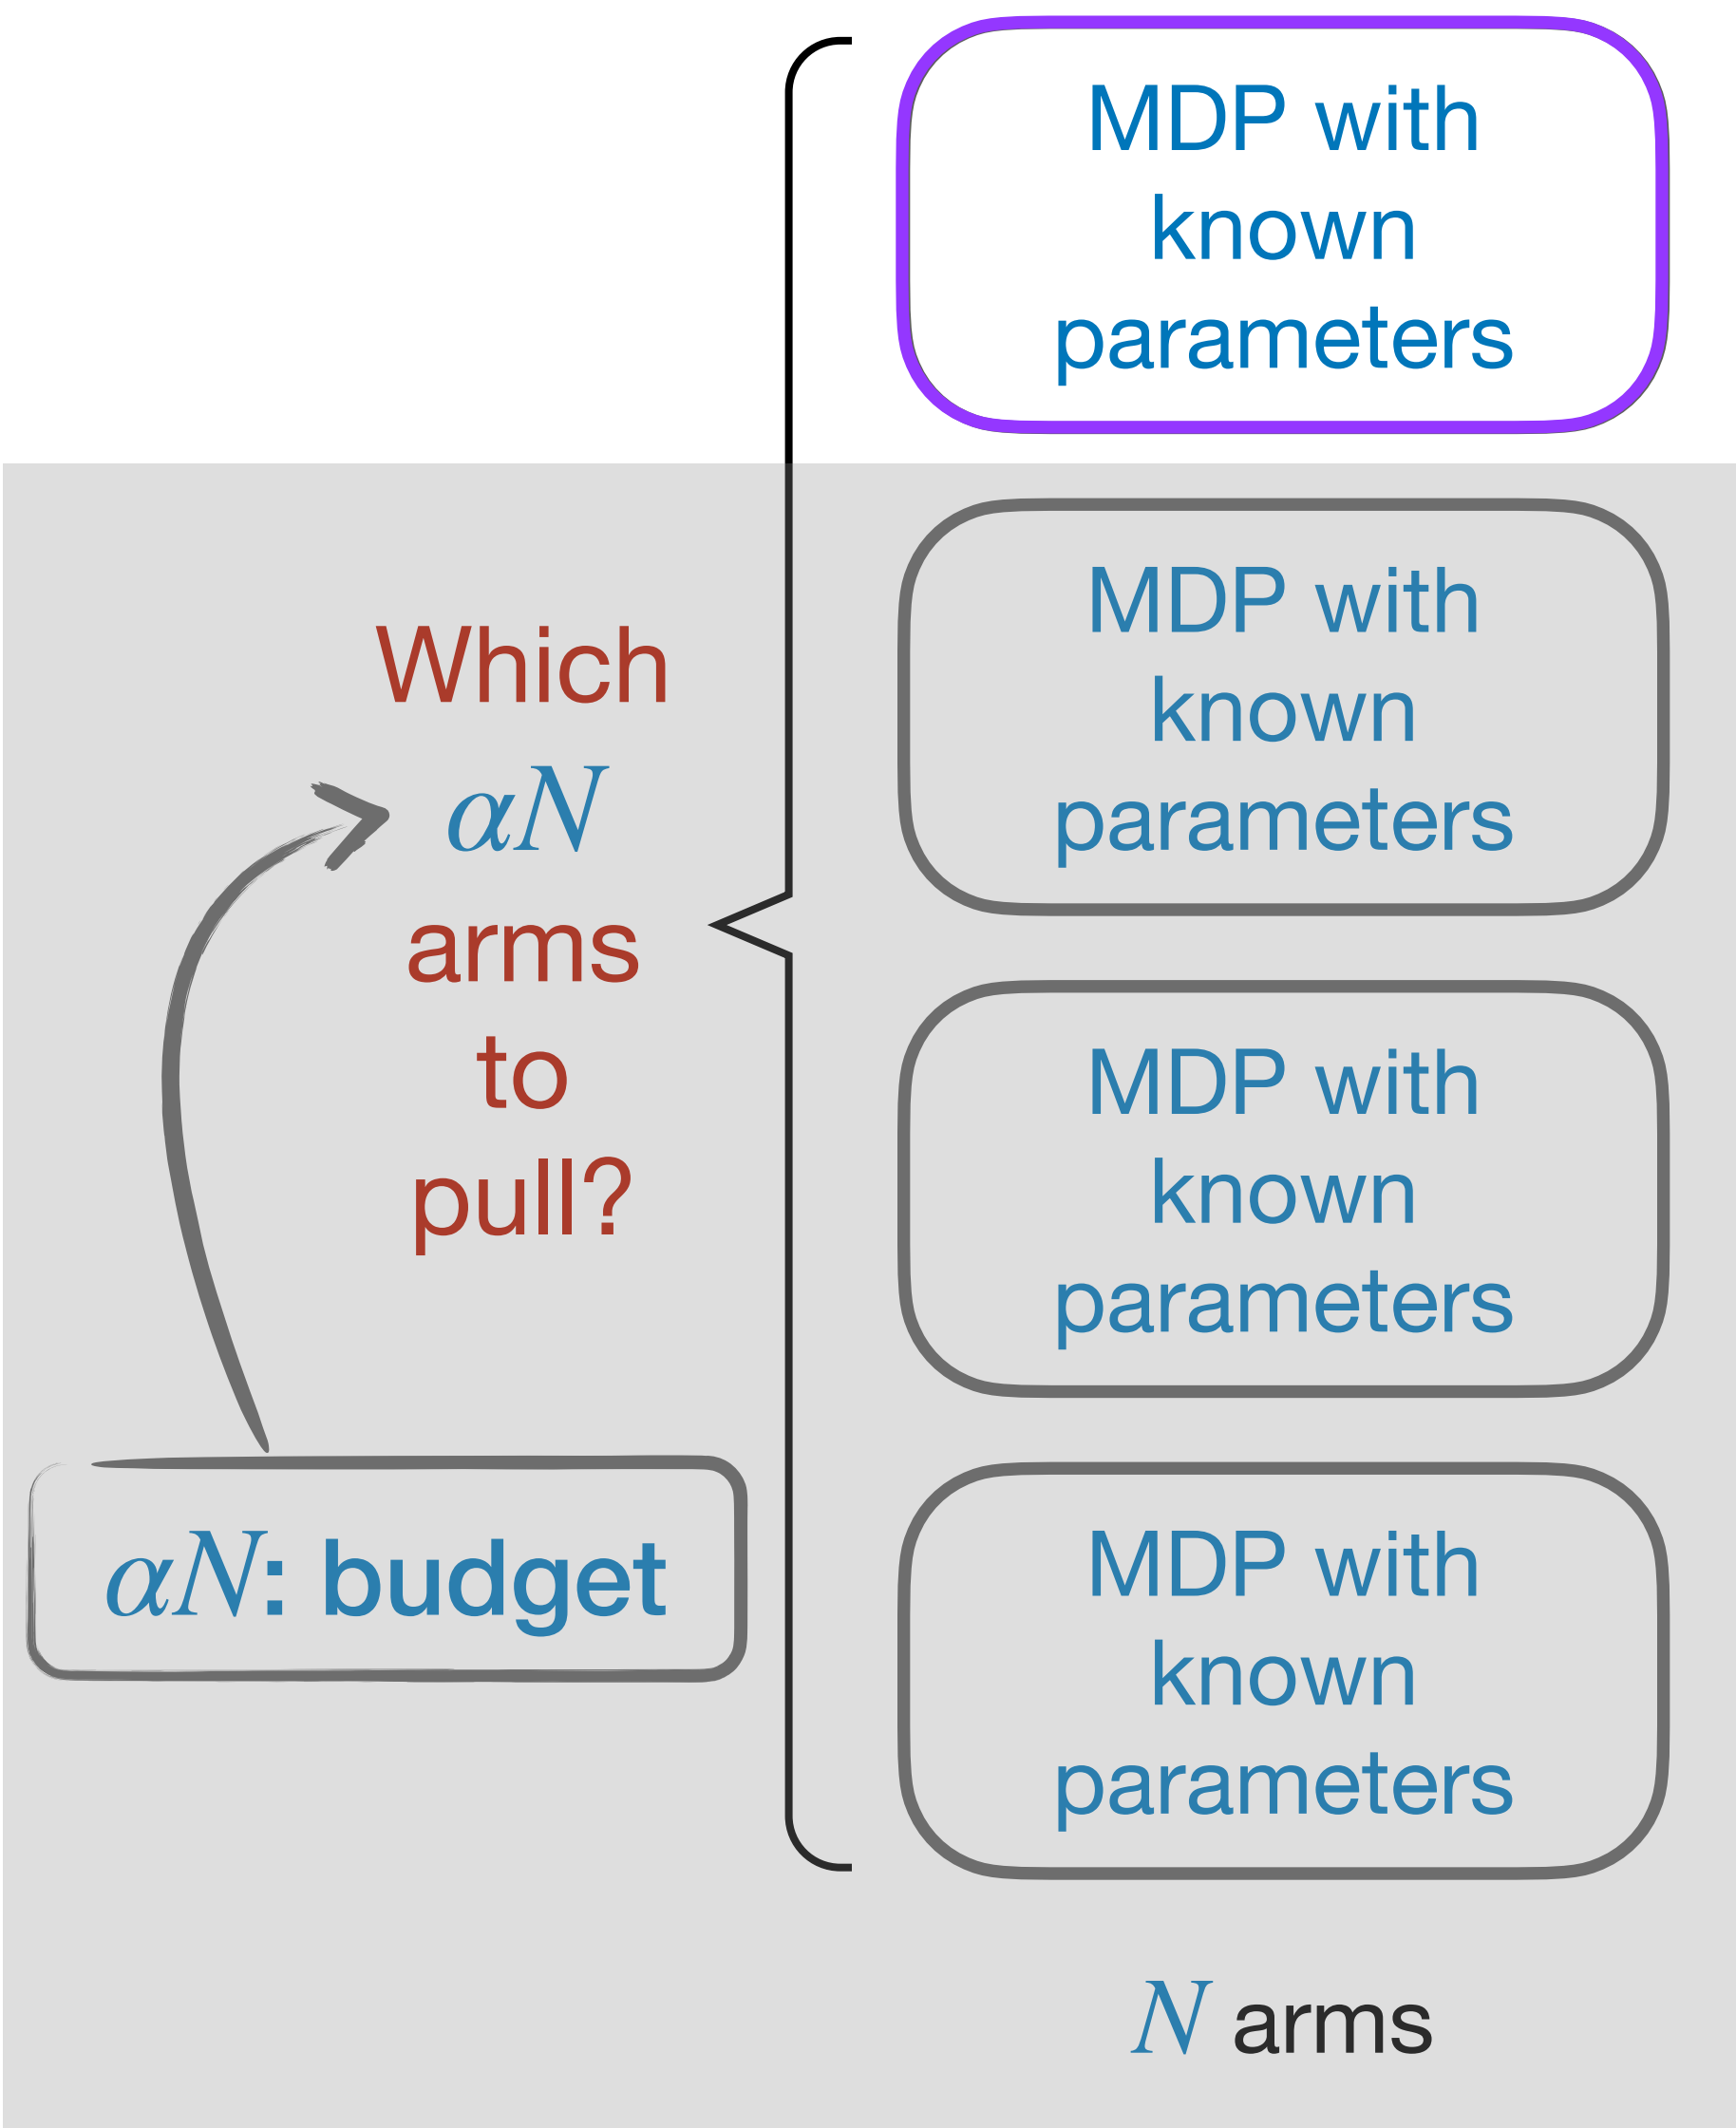 MDP with
known
parameters
MDP with
known
parameters
Which
αN
arms
to
pull?
MDP with
known
parameters
αN: budget
MDP with
known
parameters
N arms